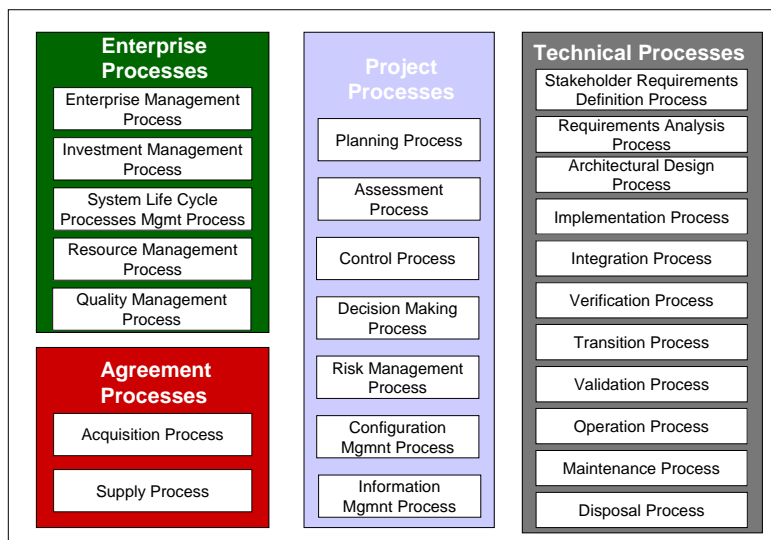 Enterprise
Processes
Enterprise Management
Process
Investment Management
Process
System Life Cycle
Processes Mgmt Process
Resource Management
Process
Quality Management
Process
Agreement
Processes
Acquisition Process
Supply Process
Project
Processes
Planning Process
Assessment
Process
Control Process
Decision Making
Process
Risk Management
Process
Configuration
Mgmnt Process
Information
Mgmnt Process
Technical Processes
Stakeholder Requirements
Definition Process
Requirements Analysis
Process
Architectural Design
Process
Implementation Process
Integration Process
Verification Process
Transition Process
Validation Process
Operation Process
Maintenance Process
Disposal Process